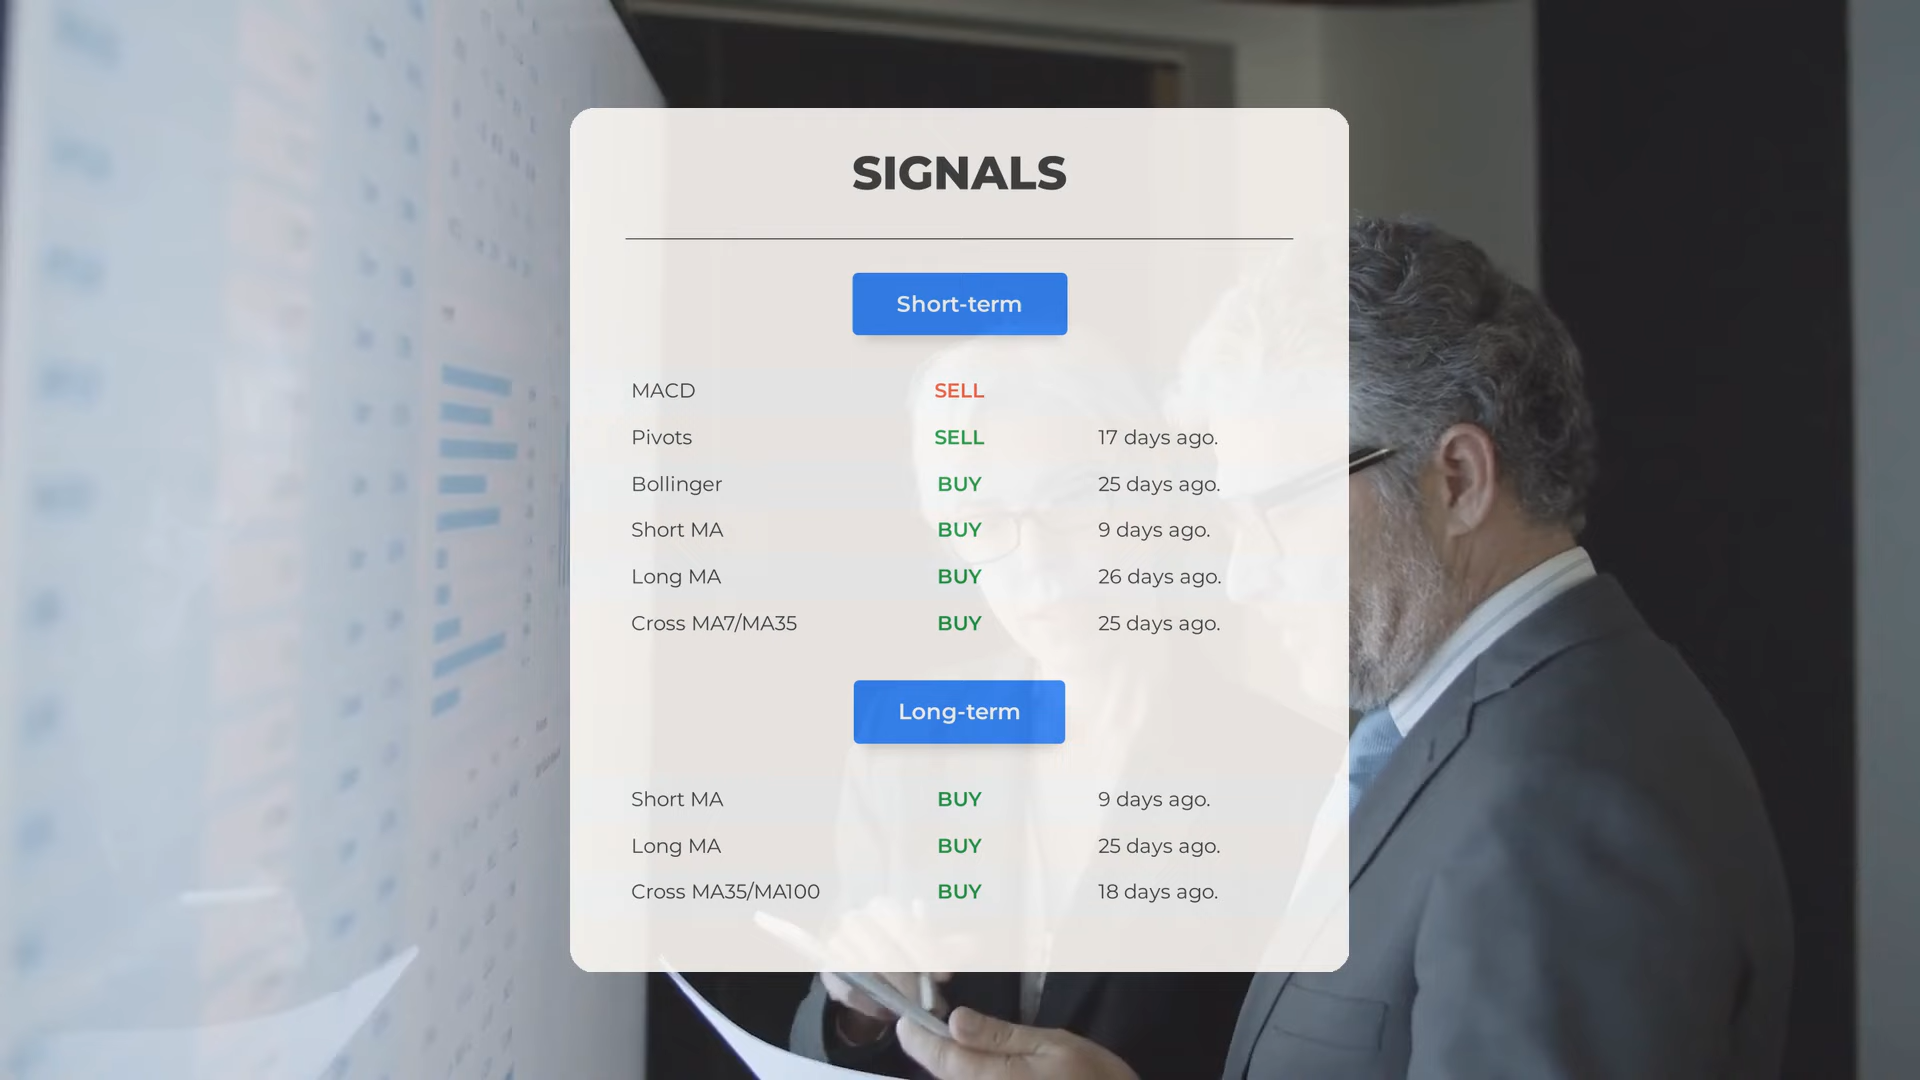 SIGNALS
Short-term
MACD SELL
Pivots SELL 17 days ago.
Bollinger BUY 25 days ago.
Short MA BUY 9 days ago.
Long MA BUY 26 days ago.
Cross MA7/MA35 BUY 25 days ago.
Long-term
Short MA BUY 9 days ago.
Long MA BUY 25 days ago.
Cross MA35/MA100 BUY 18 days ago.